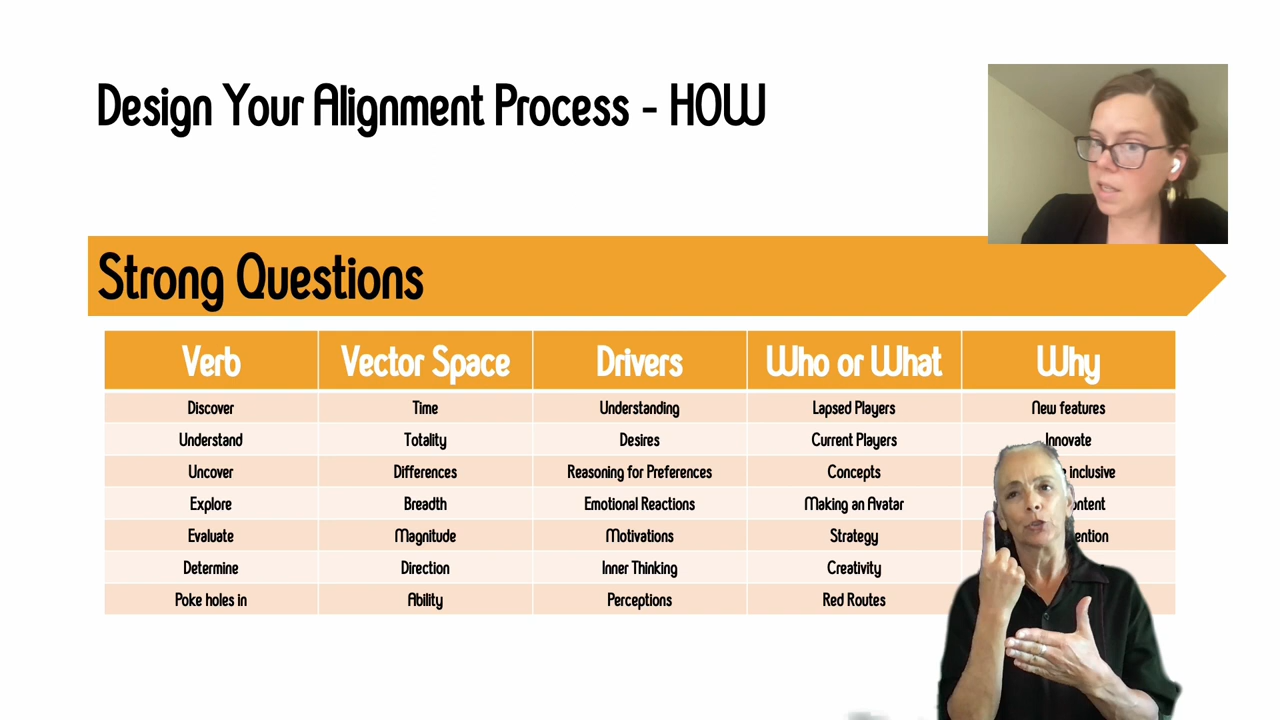 Design Your Alignment Process - HOW
Strong Questions
Verb Vector Space Drivers Who or What Why
Discover Time Understanding Lapsed Players New features
Understand Totality Desires Current Players Innovate
Uncover Differences Reasoning for Preferences Concepts inclusive
Explore Breadth Emotional Reactions Making an Avatar
Evaluate Magnitude Motivations Strategy
Determine Direction Inner Thinking Creativity
Poke holes in Ability Perceptions Red Routes